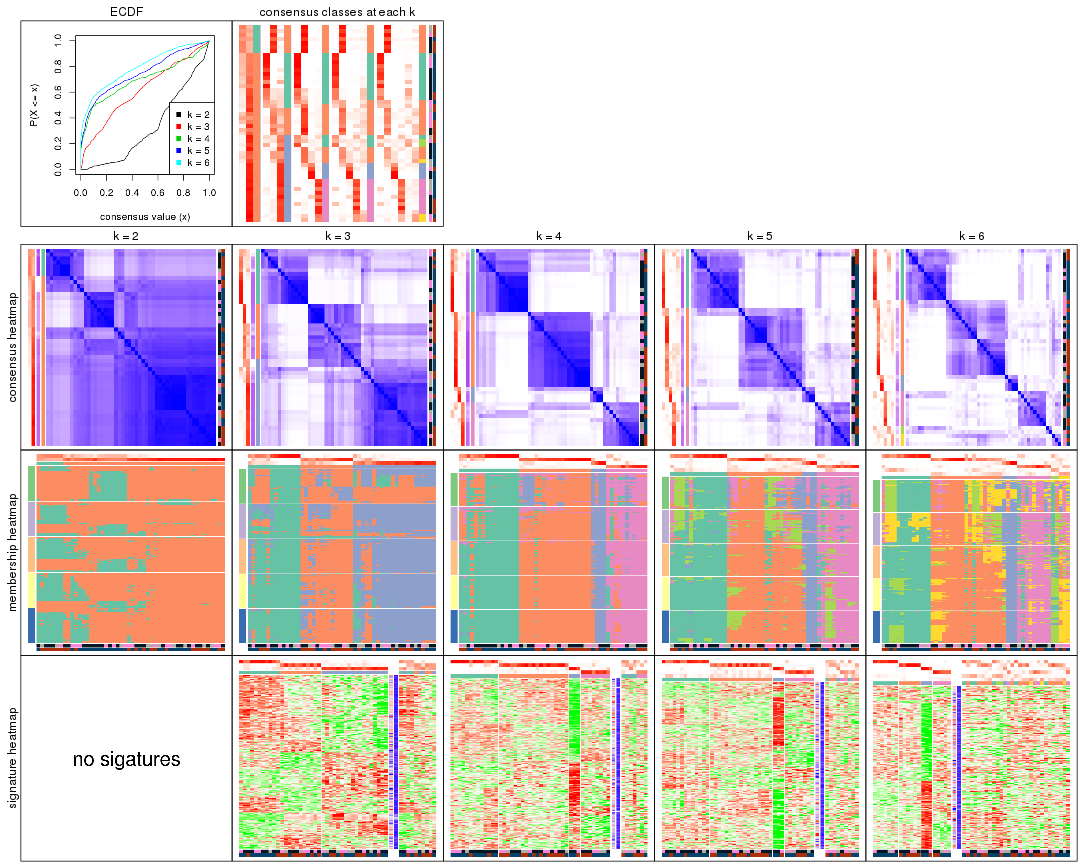 ECDF
consensus classes at each k
P(X <= x)
0.0
0.2
0.4
0.6
0.8
1.0
k = 2
k = 3
k = 4
k = 5
k = 6
0.0 0.2 0.4 0.6 0.8 1.0
consensus value (x)
k = 2
k = 3
k = 4
k = 5
k = 6
consensus heatmap
membership heatmap
signature heatmap
no sigatures